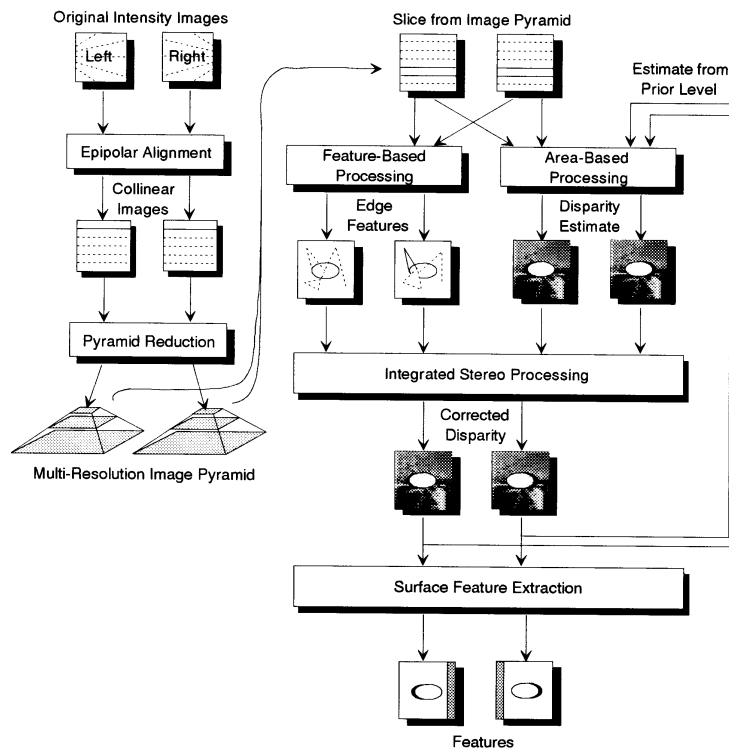 Original Intensity Images
Left
Right
Epipolar Alignment
Collinear
Images
Pyramid Reduction
Multi-Resolution Image Pyramid
Slice from Image Pyramid
Estimate from
Prior Level
Feature-Based
Processing
Area-Based
Processing
Edge
Features
Disparity
Estimate
Integrated Stereo Processing
Corrected
Disparity
Surface Feature Extraction
Features